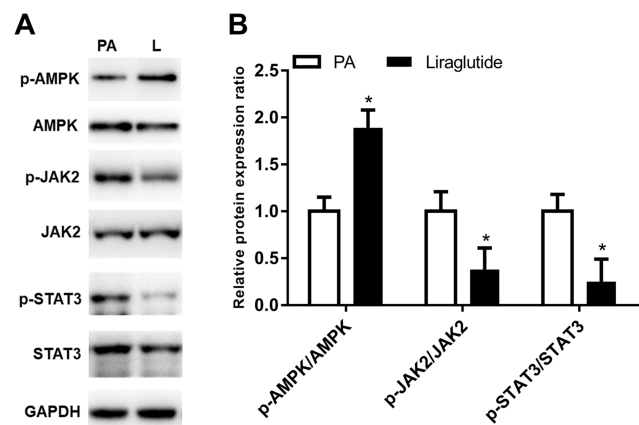 A
PA L
p-AMPK
AMPK
p-JAK2
JAK2
p-STAT3
STAT3
GAPDH
B
PA Liraglutide
Relative protein expression ratio
2.5
2.0
1.5
1.0
0.5
0.0
*
*
*
p-AMPK/AMPK
p-JAK2/JAK2
p-STAT3/STAT3